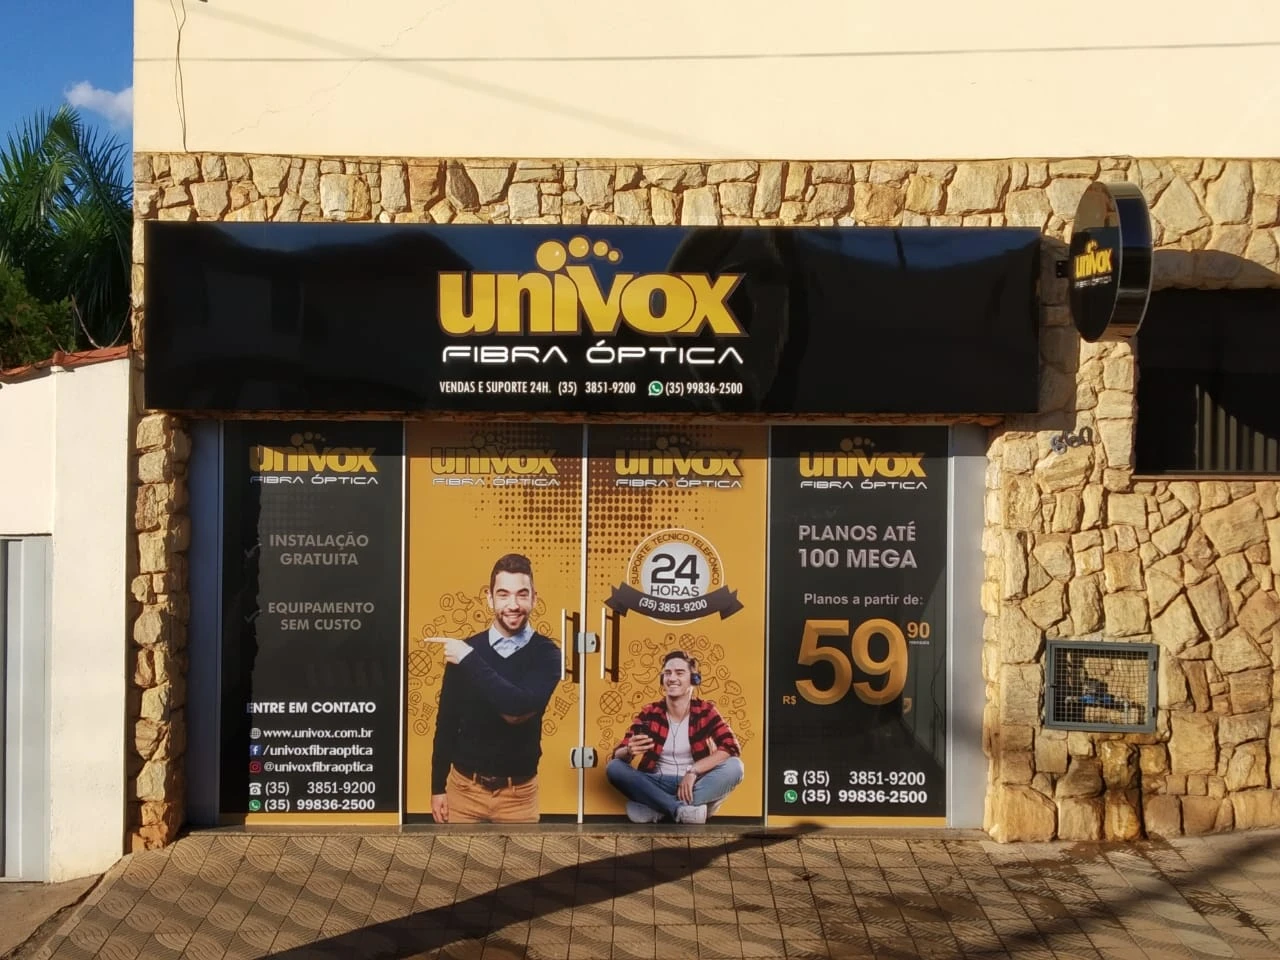 univox
FIBRA ÓPTICA
VENDAS E SUPORTE 24H. (35) 3851-9200 (35) 99836-2500
univox
FIBRA ÓPTICA
univox
FIBRA ÓPTICA
INSTALAÇÃO
GRATUITA
EQUIPAMENTO
SEM CUSTO
ENTRE EM CONTATO
www.univox.com.br
/univoxfibraoptica
@univoxfibraoptica
(35) 3851-9200
(35) 99836-2500
univox
FIBRA ÓPTICA
univox
FIBRA ÓPTICA
SUPORTE TÉCNICO TELEFÔNICO
24
HORAS
(35) 3851-9200
univox
FIBRA ÓPTICA
PLANOS ATÉ
100 MEGA
Planos a partir de:
R$ 59,90
(35) 3851-9200
(35) 99836-2500